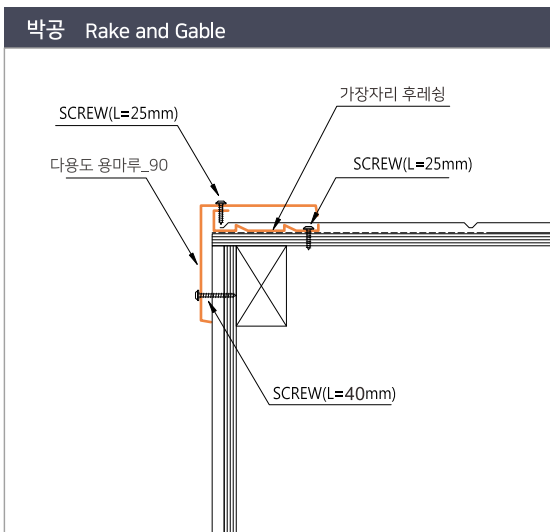 박공 Rake and Gable
가장자리 후레슁
SCREW(L=25mm)
다용도 용마루_90
SCREW(L=25mm)
SCREW(L=40mm)